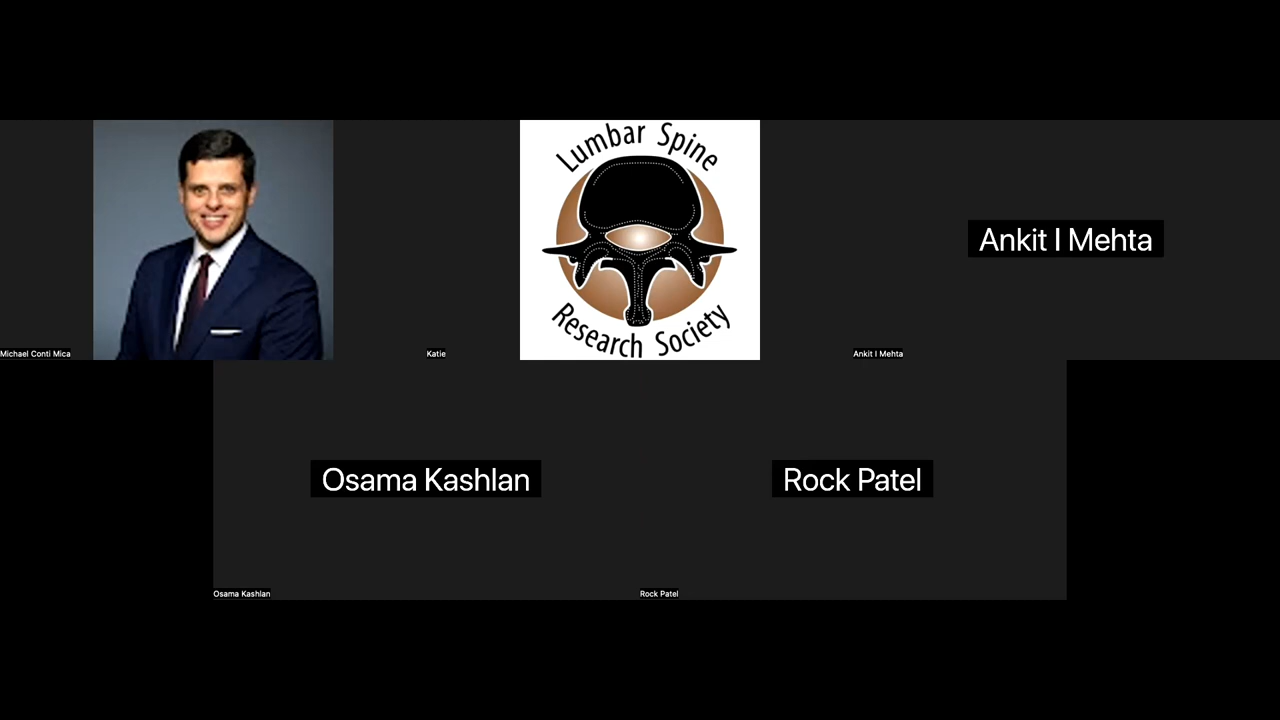 Lumbar Spine
Research Society
Ankit I Mehta
Michael Conti Mica
Katie
Ankit I Mehta
Osama Kashlan
Rock Patel
Osama Kashlan
Rock Patel